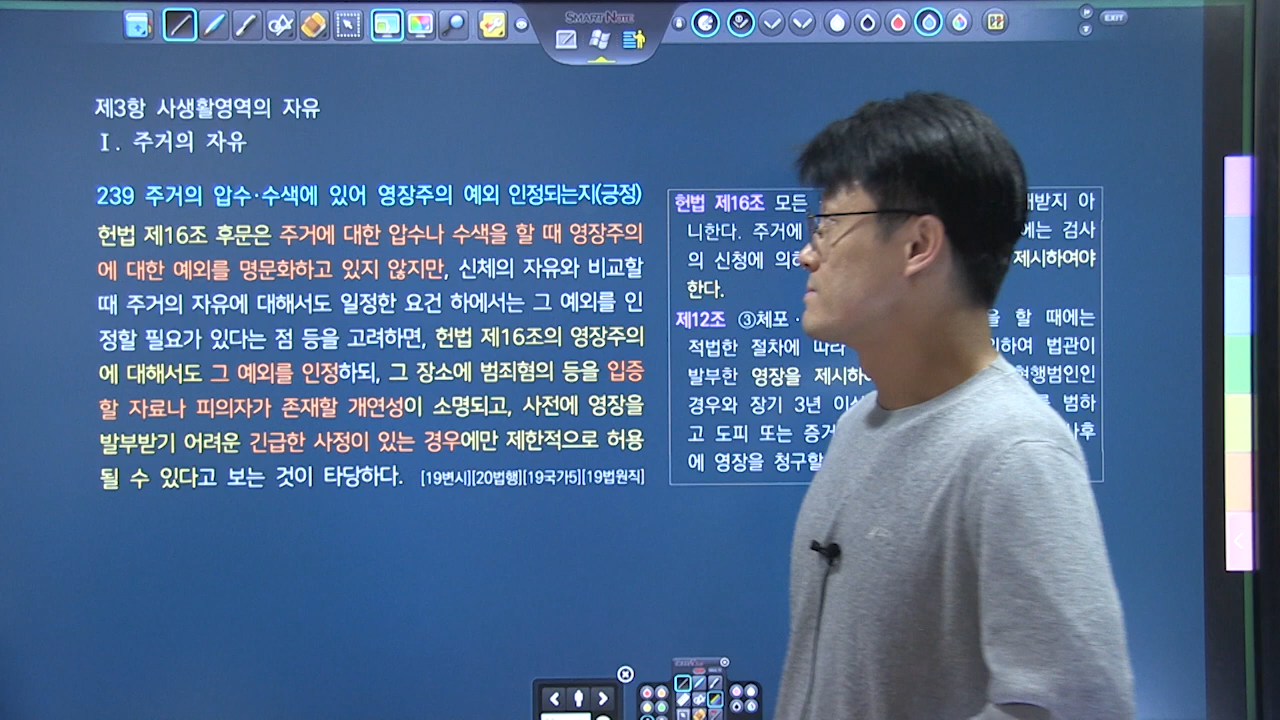 SMARTNOTE
EXIT
제3항 사생활영역의 자유
Ⅰ. 주거의 자유
239 주거의 압수·수색에 있어 영장주의 예외 인정되는지(긍정)
헌법 제16조 후문은 주거에 대한 압수나 수색을 할 때 영장주의
에 대한 예외를 명문화하고 있지 않지만, 신체의 자유와 비교할
때 주거의 자유에 대해서도 일정한 요건 하에서는 그 예외를 인
정할 필요가 있다는 점 등을 고려하면, 헌법 제16조의 영장주의
에 대해서도 그 예외를 인정하되, 그 장소에 범죄혐의 등을 입증
할 자료나 피의자가 존재할 개연성이 소명되고, 사전에 영장을
발부받기 어려운 긴급한 사정이 있는 경우에만 제한적으로 허용
될 수 있다고 보는 것이 타당하다. [19변시][20법행][19국가5][19법원직]
헌법 제16조 모든 받지 아
니한다. 주거에 에는 검사
의 신청에 의하 제시하여야
한다.
제12조 ③체포· 을 할 때에는
적법한 절차에 따라 하여 법관이
발부한 영장을 제시하 현행범인인
경우와 장기 3년 이상 를 범하
고 도피 또는 증거 사후
에 영장을 청구할